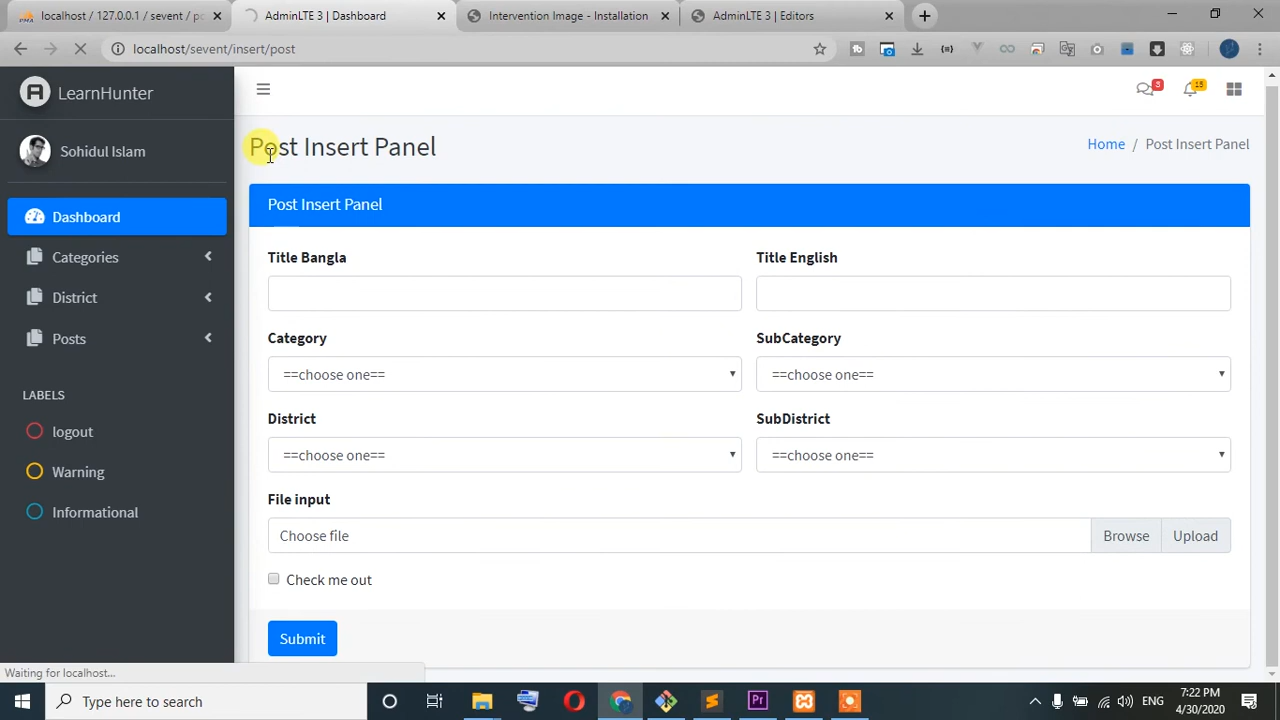 localhost / 127.0.0.1 / sevent / po
AdminLTE 3 | Dashboard
Intervention Image - Installation
AdminLTE 3 | Editors
localhost/sevent/insert/post
LearnHunter
3
15
Sohidul Islam
Post Insert Panel
Home / Post Insert Panel
Dashboard
Categories
District
Posts
LABELS
logout
Warning
Informational
Post Insert Panel
Title Bangla
Title English
Category
SubCategory
==choose one==
==choose one==
District
SubDistrict
==choose one==
==choose one==
File input
Choose file
Browse
Upload
Check me out
Submit
Waiting for localhost...
Type here to search
ENG
7:22 PM
4/30/2020